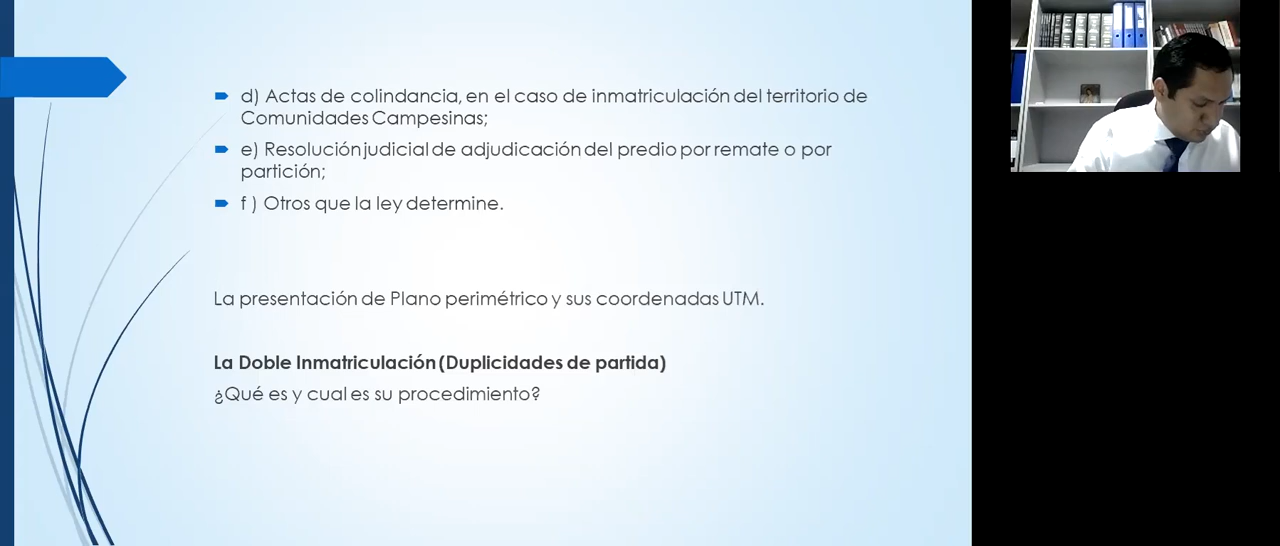 d) Actas de colindancia, en el caso de inmatriculación del territorio de
Comunidades Campesinas;
e) Resolución judicial de adjudicación del predio por remate o por
partición;
f ) Otros que la ley determine.
La presentación de Plano perimétrico y sus coordenadas UTM.
La Doble Inmatriculación (Duplicidades de partida)
¿Qué es y cual es su procedimiento?